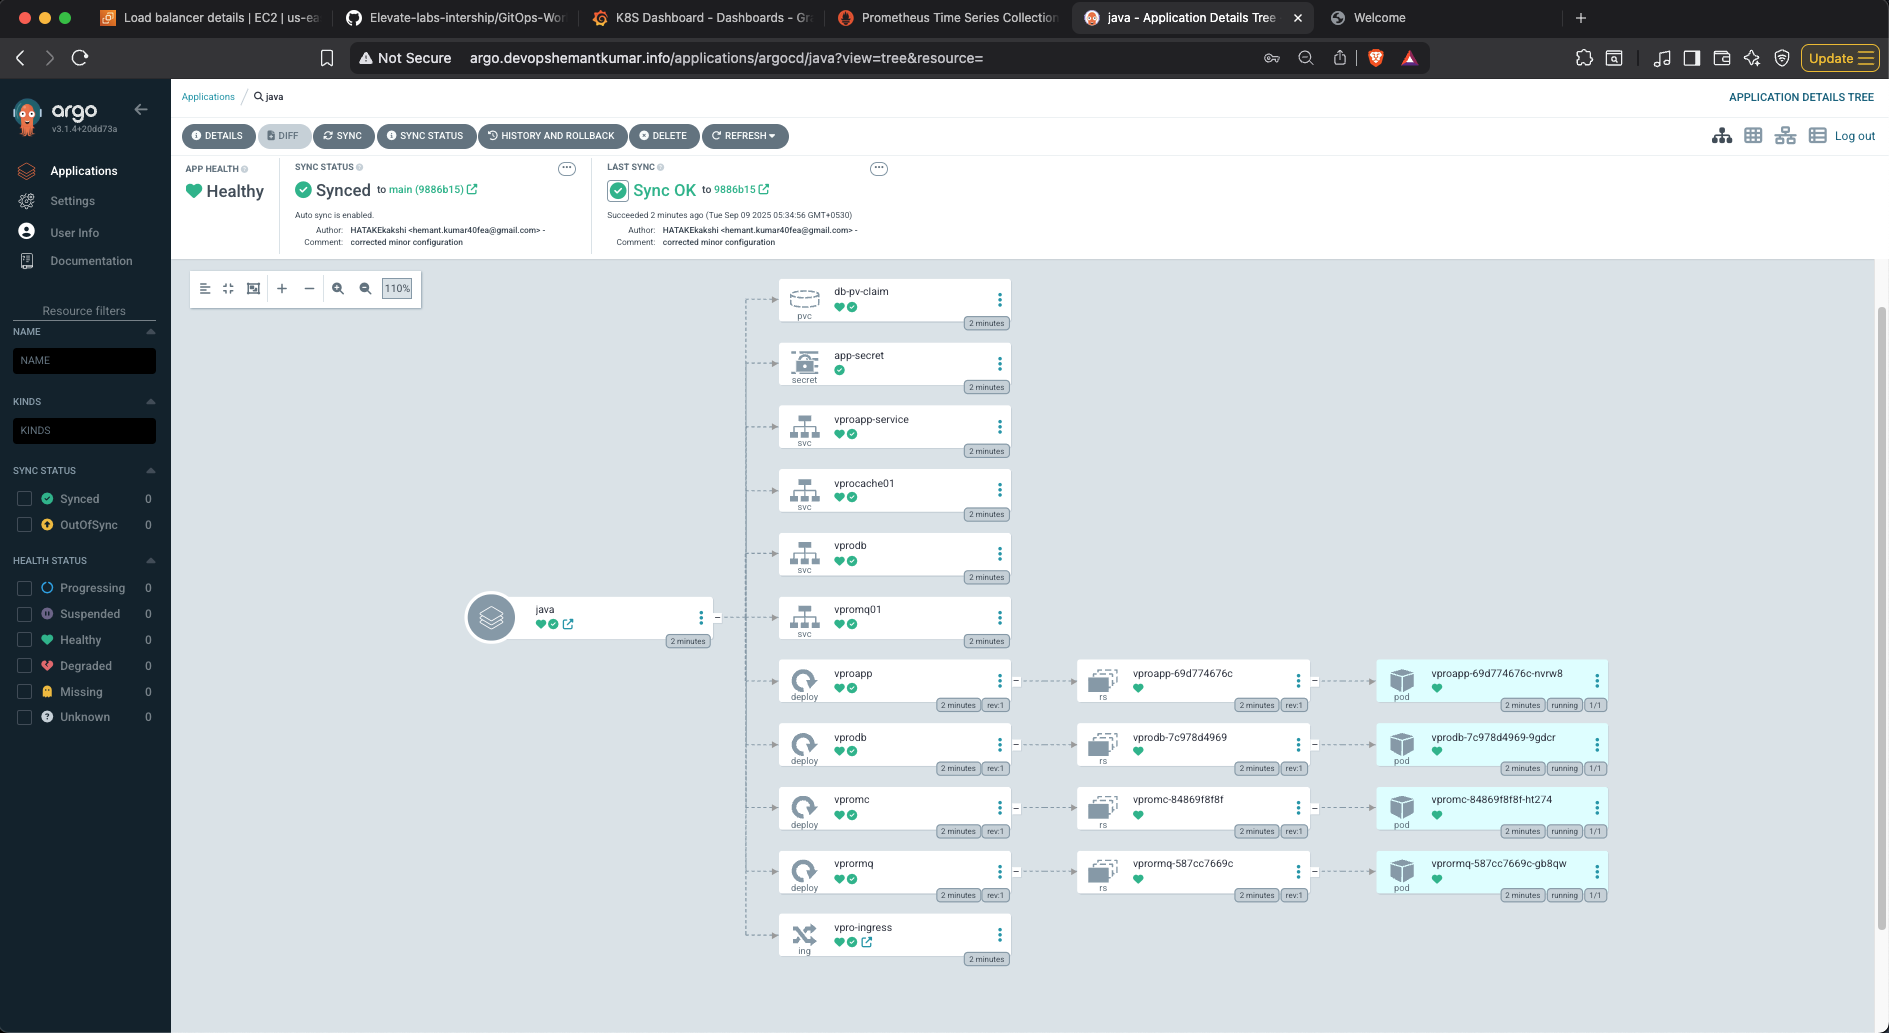 Load balancer details | EC2 | us-ea
Elevate-labs-intership/GitOps-Wor
K8S Dashboard - Dashboards - Gra
Prometheus Time Series Collection
java - Application Details Tree
Welcome
Not Secure argo.devopshemantkumar.info/applications/argocd/java?view=tree&resource=
Update
argo
v3.1.4+20dd73a
Applications
Settings
User Info
Documentation
Resource filters
NAME
NAME
KINDS
KINDS
SYNC STATUS
Synced 0
OutOfSync 0
HEALTH STATUS
Progressing 0
Suspended 0
Healthy 0
Degraded 0
Missing 0
Unknown 0
Applications / java
APPLICATION DETAILS TREE
DETAILS DIFF SYNC SYNC STATUS HISTORY AND ROLLBACK DELETE REFRESH
Log out
APP HEALTH
Healthy
SYNC STATUS
Synced to main (9886b15)
Auto sync is enabled.
Author: HATAKEkakshi <hemant.kumar40fea@gmail.com> -
Comment: corrected minor configuration
LAST SYNC
Sync OK to 9886b15
Succeeded 2 minutes ago (Tue Sep 09 2025 05:34:56 GMT+0530)
Author: HATAKEkakshi <hemant.kumar40fea@gmail.com> -
Comment: corrected minor configuration
110%
java
2 minutes
db-pv-claim
pvc
2 minutes
app-secret
secret
2 minutes
vproapp-service
svc
2 minutes
vprocache01
svc
2 minutes
vprodb
svc
2 minutes
vpromq01
svc
2 minutes
vproapp
deploy
2 minutes rev:1
vproapp-69d774676c
rs
2 minutes rev:1
vproapp-69d774676c-nvrw8
pod
2 minutes running 1/1
vprodb
deploy
2 minutes rev:1
vprodb-7c978d4969
rs
2 minutes rev:1
vprodb-7c978d4969-9gdcr
pod
2 minutes running 1/1
vpromc
deploy
2 minutes rev:1
vpromc-84869f8f8f
rs
2 minutes rev:1
vpromc-84869f8f8f-ht274
pod
2 minutes running 1/1
vprormq
deploy
2 minutes rev:1
vprormq-587cc7669c
rs
2 minutes rev:1
vprormq-587cc7669c-gb8qw
pod
2 minutes running 1/1
vpro-ingress
ing
2 minutes